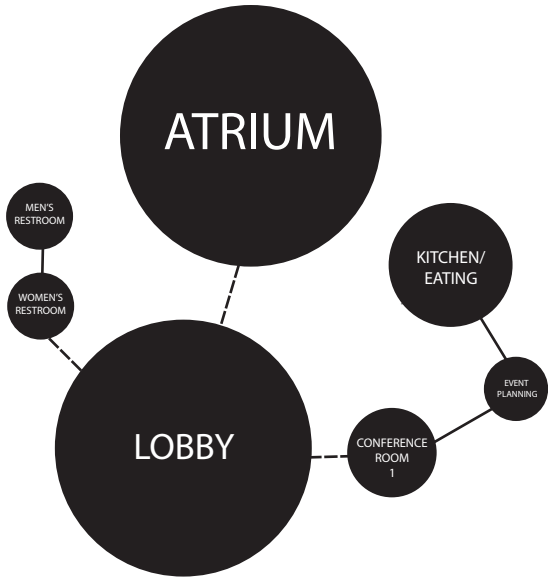 ATRIUM
MEN'S
RESTROOM
WOMEN'S
RESTROOM
KITCHEN/
EATING
EVENT
PLANNING
LOBBY
CONFERENCE
ROOM
1